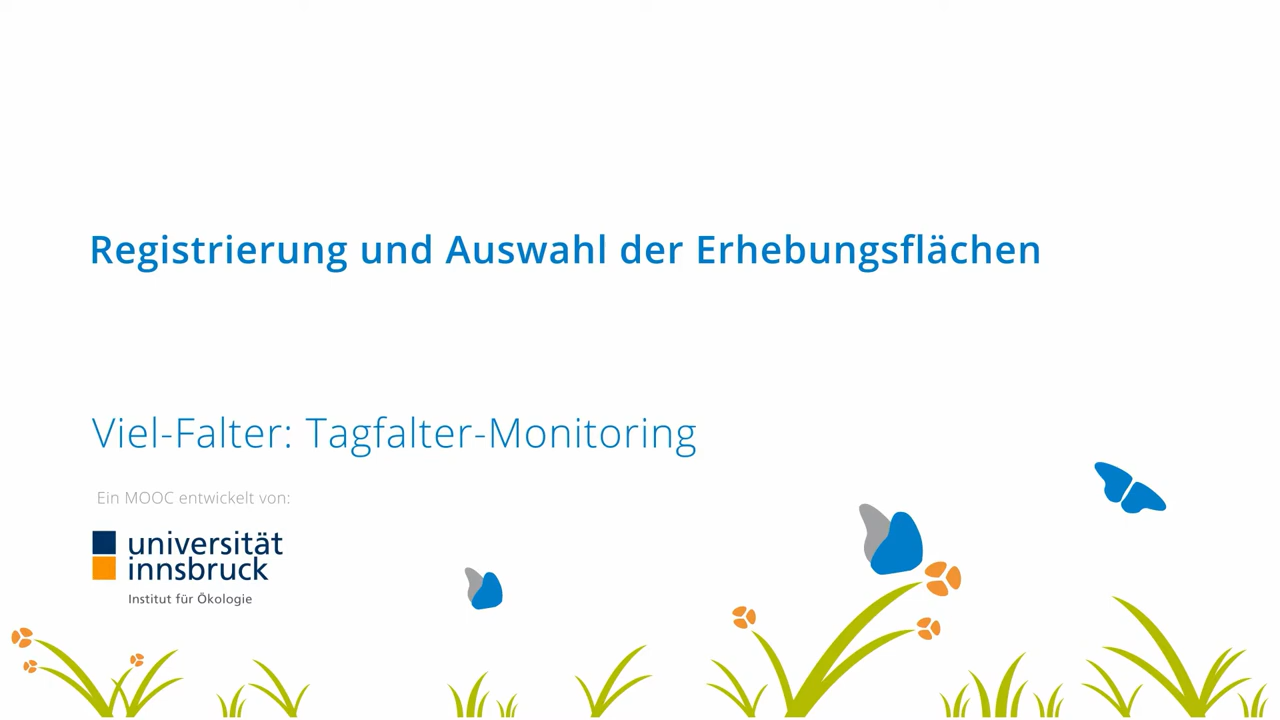 Registrierung und Auswahl der Erhebungsflächen
Viel-Falter: Tagfalter-Monitoring
Ein MOOC entwickelt von:
universität
innsbruck
Institut für Ökologie